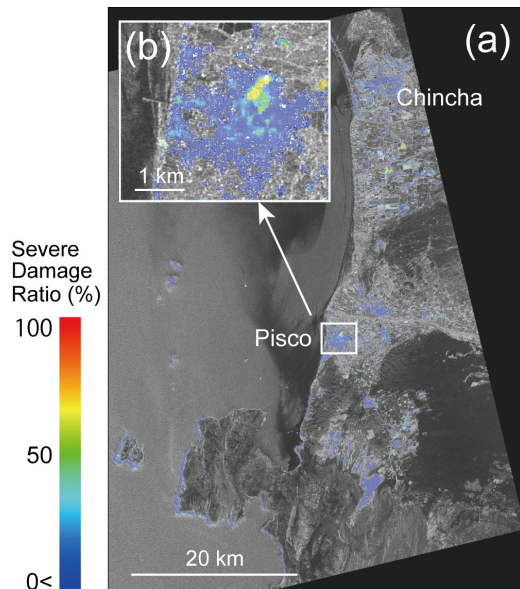 (b)
(a)
Chincha
1 km
Severe
Damage
Ratio (%)
100
50
0<
Pisco
20 km